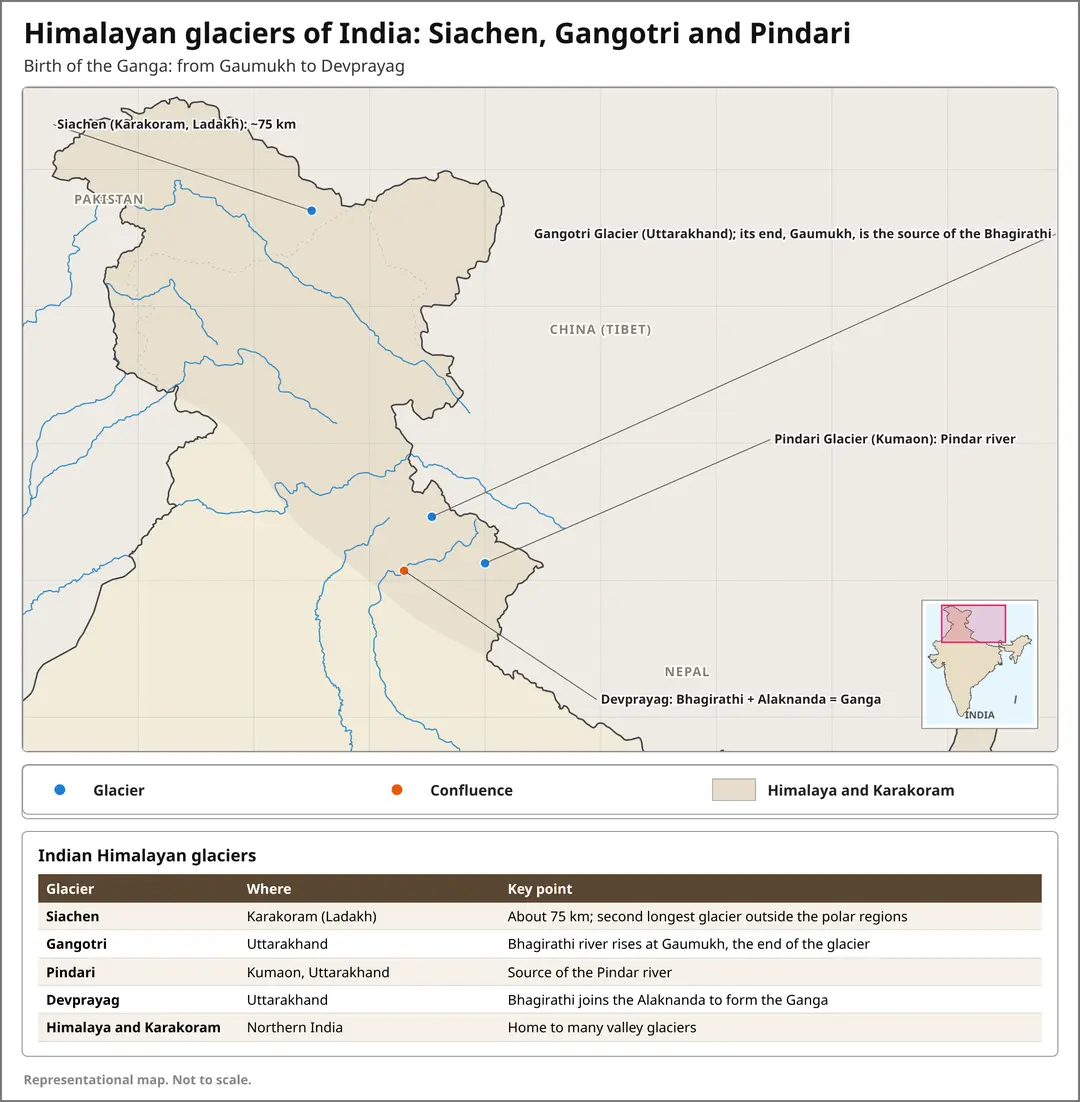 Himalayan glaciers of India: Siachen, Gangotri and Pindari
Birth of the Ganga: from Gaumukh to Devprayag
Siachen (Karakoram, Ladakh): ~75 km
PAKISTAN
Gangotri Glacier (Uttarakhand); its end, Gaumukh, is the source of the Bhagirathi
CHINA (TIBET)
Pindari Glacier (Kumaon): Pindar river
NEPAL
Devprayag: Bhagirathi + Alaknanda = Ganga
INDIA
Glacier
Confluence
Himalaya and Karakoram
Indian Himalayan glaciers
Glacier Where Key point
Siachen Karakoram (Ladakh) About 75 km; second longest glacier outside the polar regions
Gangotri Uttarakhand Bhagirathi river rises at Gaumukh, the end of the glacier
Pindari Kumaon, Uttarakhand Source of the Pindar river
Devprayag Uttarakhand Bhagirathi joins the Alaknanda to form the Ganga
Himalaya and Karakoram Northern India Home to many valley glaciers
Representational map. Not to scale.